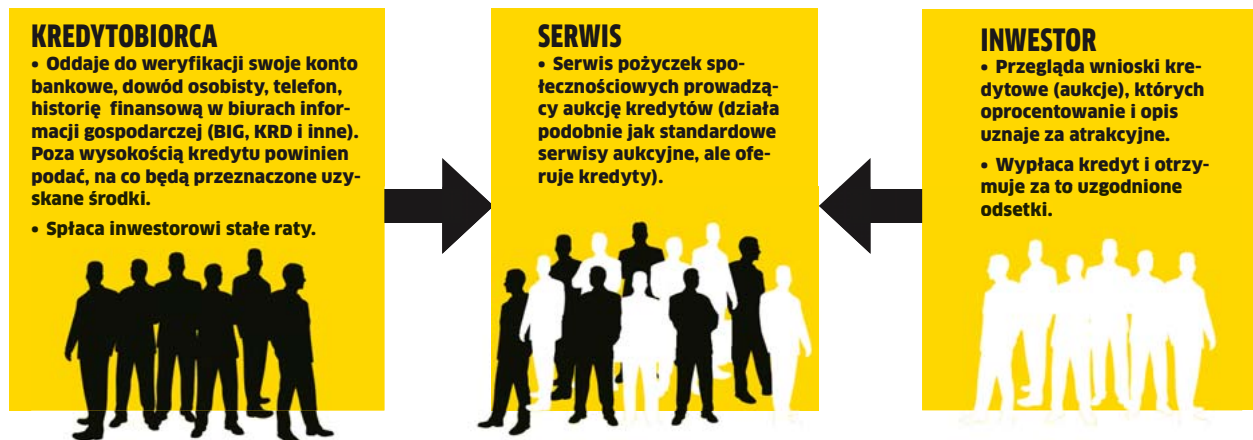 KREDYTOBIORCA
• Oddaje do weryfikacji swoje konto
bankowe, dowód osobisty, telefon,
historię finansową w biurach infor-
macji gospodarczej (BIG, KRD i inne).
Poza wysokością kredytu powinien
podać, na co będą przeznaczone uzy-
skane środki.
• Spłaca inwestorowi stałe raty.
SERWIS
• Serwis pożyczek spo-
łecznościowych prowadzą-
cy aukcję kredytów (działa
podobnie jak standardowe
serwisy aukcyjne, ale ofe-
ruje kredyty).
INWESTOR
• Przegląda wnioski kre-
dytowe (aukcje), których
oprocentowanie i opis
uznaje za atrakcyjne.
• Wypłaca kredyt i otrzy-
muje za to uzgodnione
odsetki.